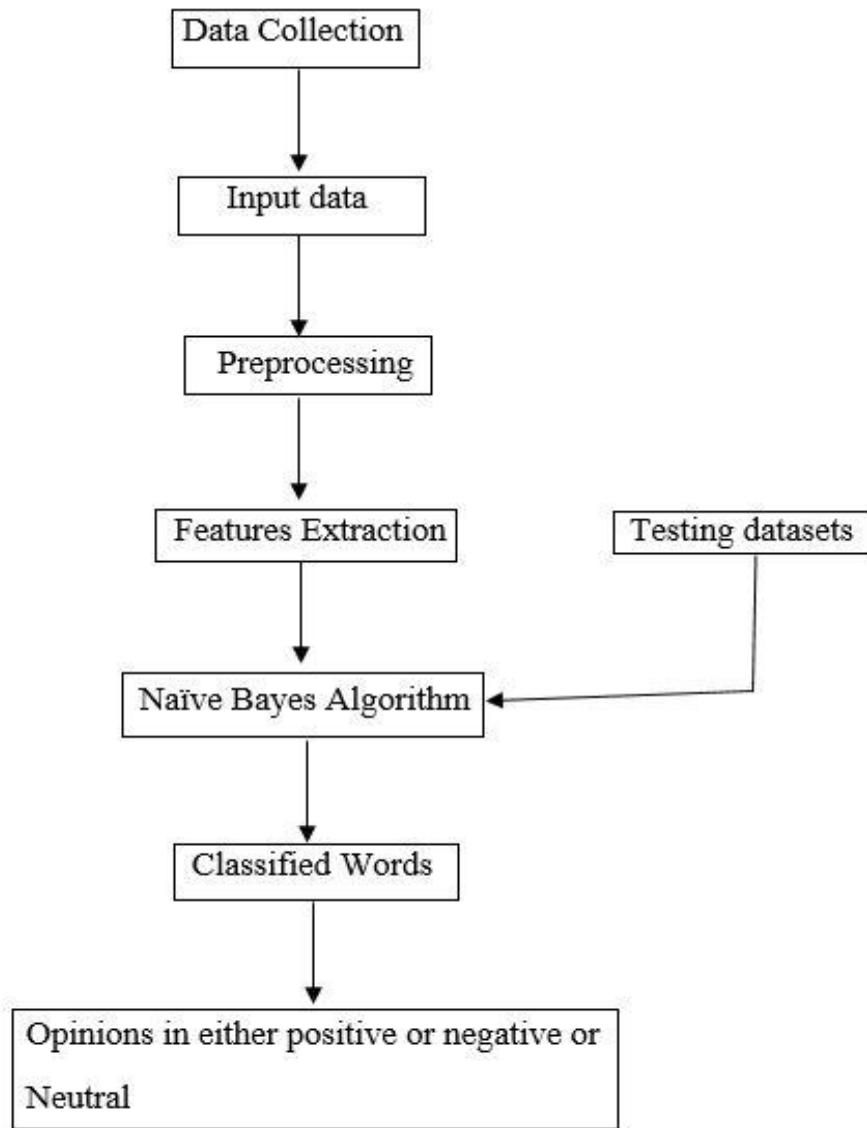 Data Collection
Input data
Preprocessing
Features Extraction
Testing datasets
Naïve Bayes Algorithm
Classified Words
Opinions in either positive or negative or
Neutral